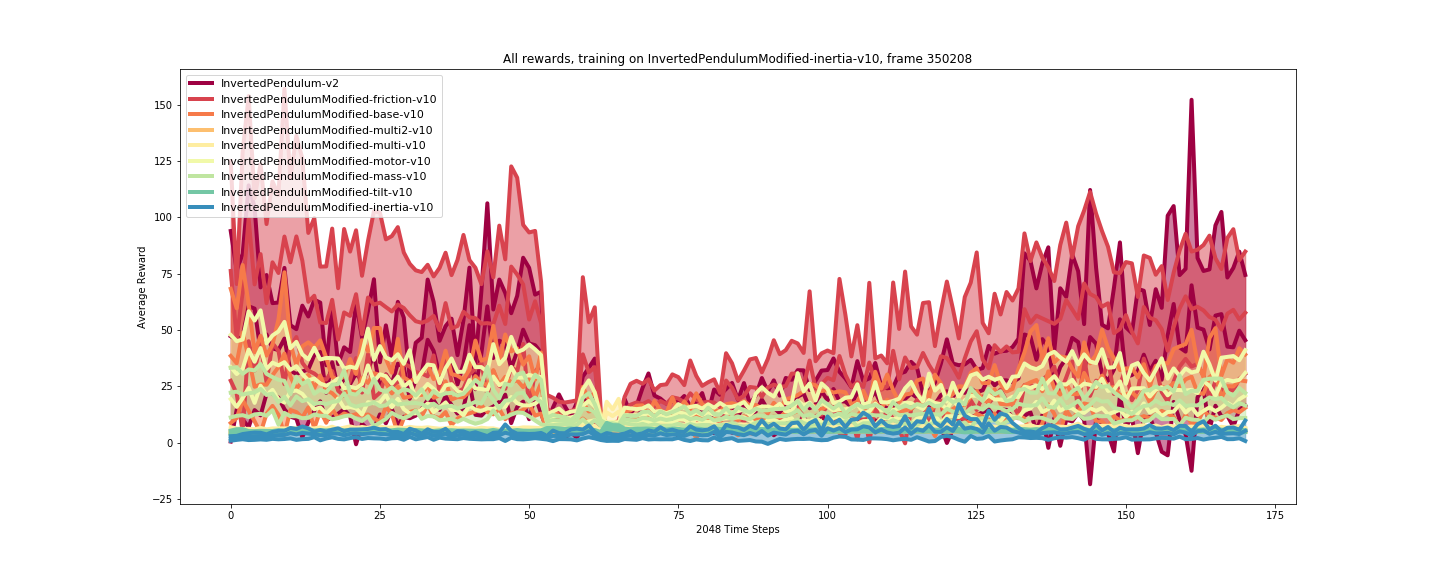 All rewards, training on InvertedPendulumModified-inertia-v10, frame 350208
InvertedPendulum-v2
InvertedPendulumModified-friction-v10
InvertedPendulumModified-base-v10
InvertedPendulumModified-multi2-v10
InvertedPendulumModified-multi-v10
InvertedPendulumModified-motor-v10
InvertedPendulumModified-mass-v10
InvertedPendulumModified-tilt-v10
InvertedPendulumModified-inertia-v10
Average Reward
150
125
100
75
50
25
0
−25
0 25 50 75 100 125 150 175
2048 Time Steps